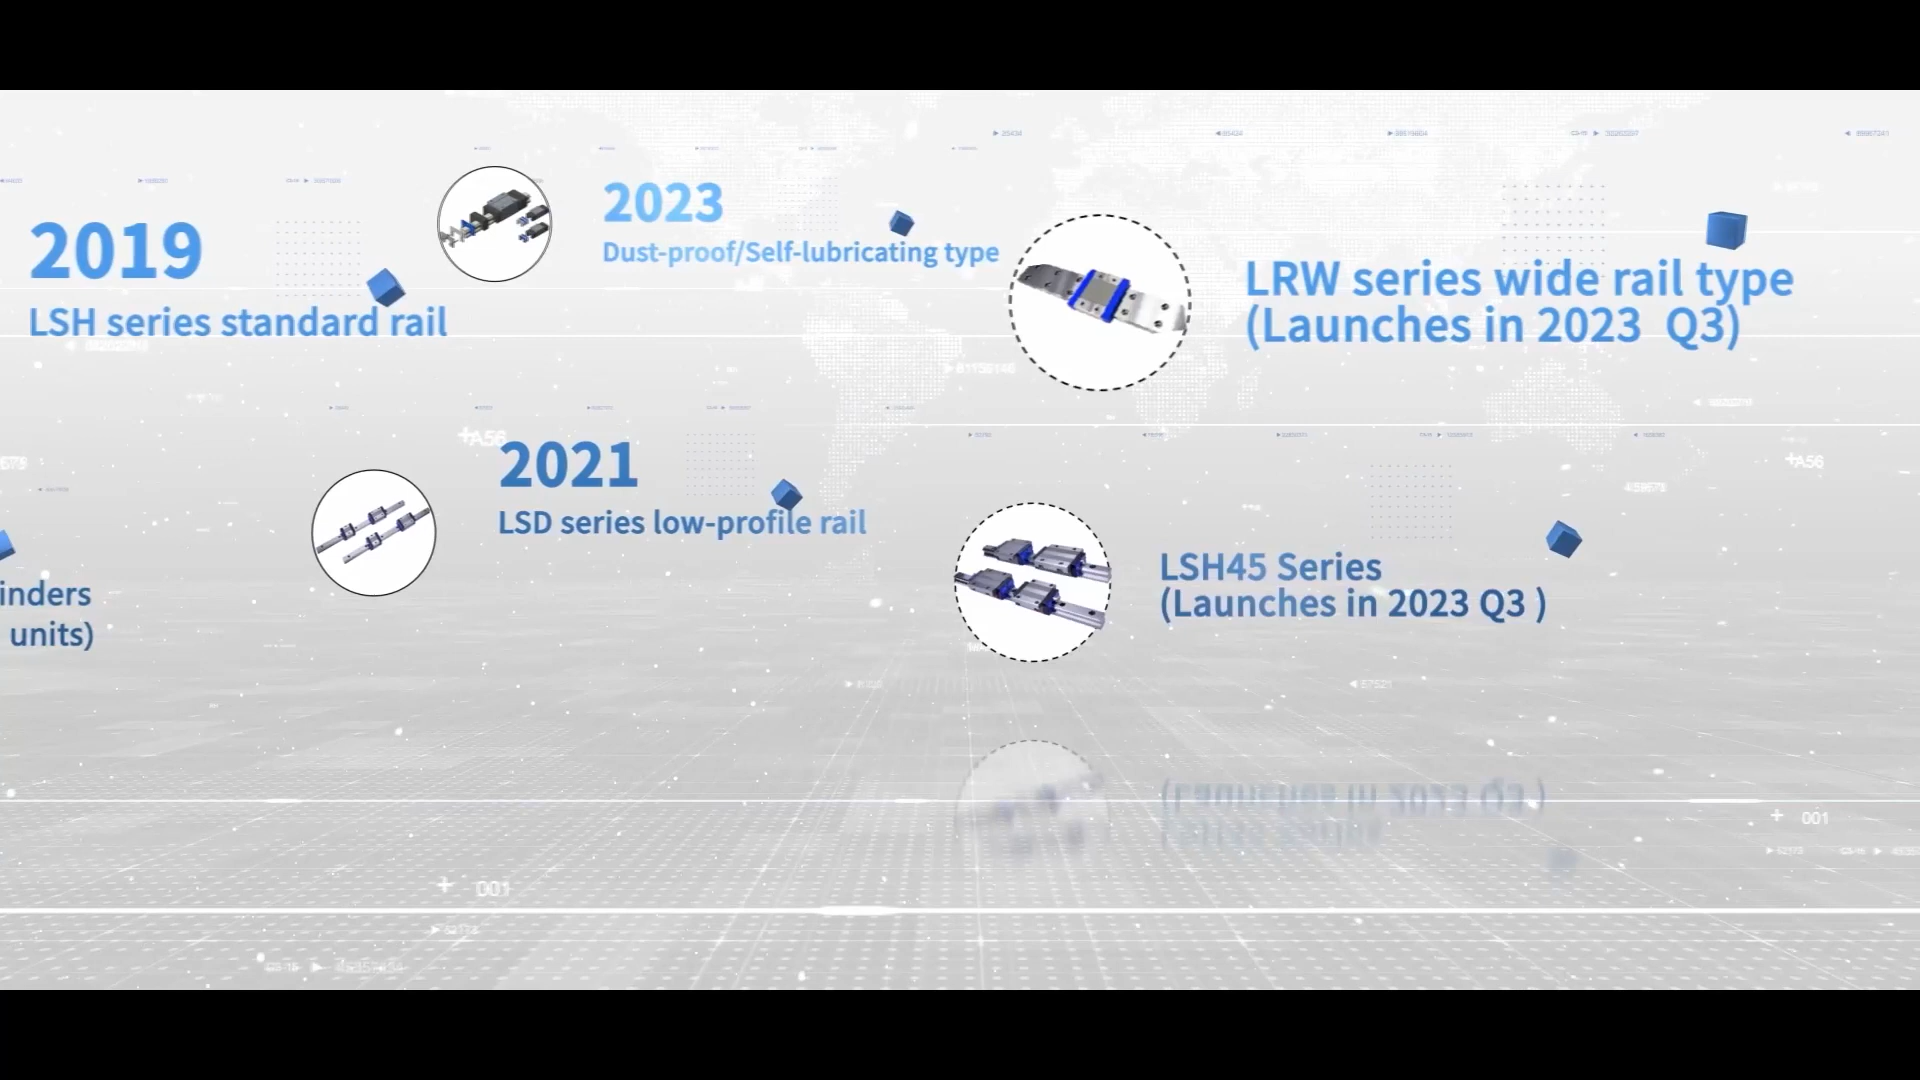 2019
LSH series standard rail
2023
Dust-proof/Self-lubricating type
LRW series wide rail type
(Launches in 2023 Q3)
2021
LSD series low-profile rail
inders
units)
LSH45 Series
(Launches in 2023 Q3 )
+A56
+A56
+ 001
+ 001